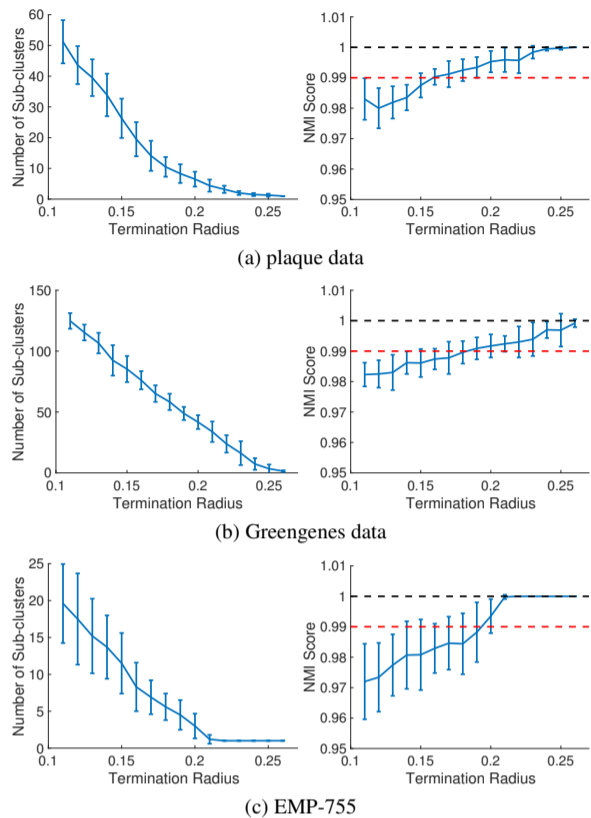 60
50
40
30
20
10
0
0.1 0.15 0.2 0.25
Termination Radius
Number of Sub-clusters
1.01
1
0.99
0.98
0.97
0.96
0.95
0.1 0.15 0.2 0.25
Termination Radius
NMI Score
(a) plaque data
150
100
50
0
0.1 0.15 0.2 0.25
Termination Radius
Number of Sub-clusters
1.01
1
0.99
0.98
0.97
0.96
0.95
0.1 0.15 0.2 0.25
Termination Radius
NMI Score
(b) Greengenes data
25
20
15
10
5
0
0.1 0.15 0.2 0.25
Termination Radius
Number of Sub-clusters
1.01
1
0.99
0.98
0.97
0.96
0.95
0.1 0.15 0.2 0.25
Termination Radius
NMI Score
(c) EMP-755